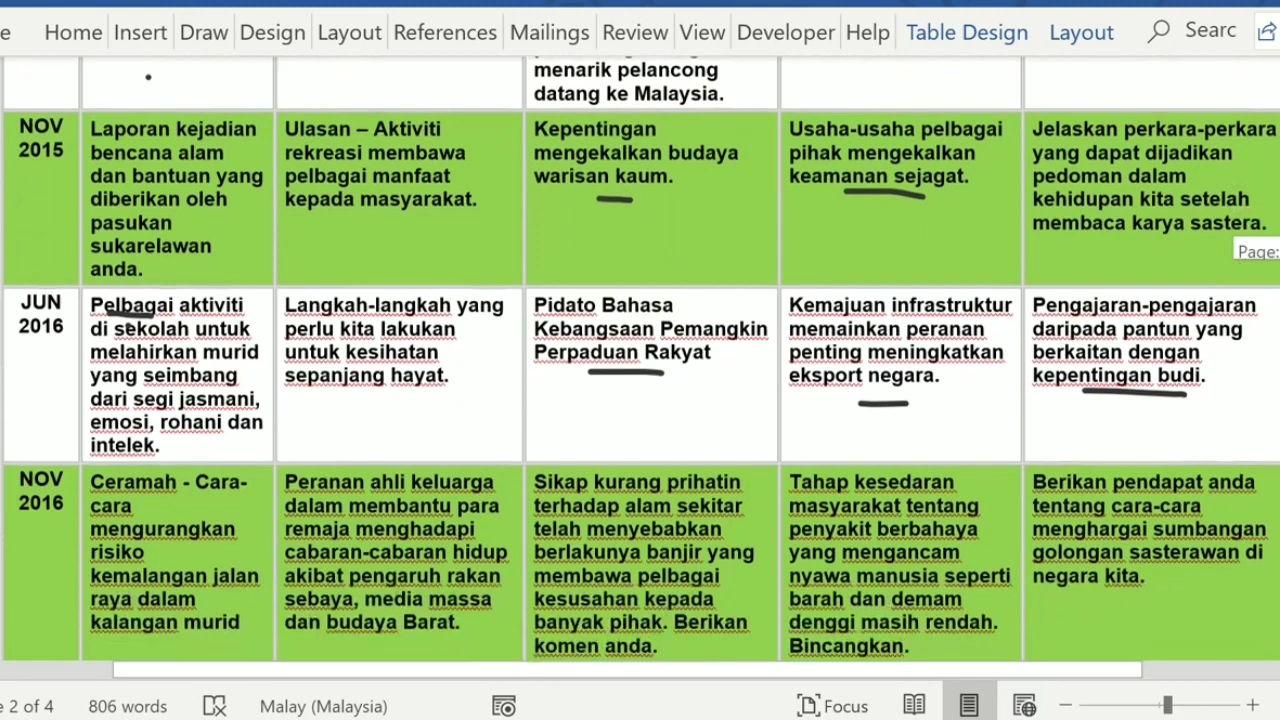 Home Insert Draw Design Layout References Mailings Review View Developer Help Table Design Layout Searc
menarik pelancong
datang ke Malaysia.
NOV
2015
Laporan kejadian
bencana alam
dan bantuan yang
diberikan oleh
pasukan
sukarelawan
anda.
Ulasan – Aktiviti
rekreasi membawa
pelbagai manfaat
kepada masyarakat.
Kepentingan
mengekalkan budaya
warisan kaum.
Usaha-usaha pelbagai
pihak mengekalkan
keamanan sejagat.
Jelaskan perkara-perkara
yang dapat dijadikan
pedoman dalam
kehidupan kita setelah
membaca karya sastera.
Page:
JUN
2016
Pelbagai aktiviti
di sekolah untuk
melahirkan murid
yang seimbang
dari segi jasmani,
emosi, rohani dan
intelek.
Langkah-langkah yang
perlu kita lakukan
untuk kesihatan
sepanjang hayat.
Pidato Bahasa
Kebangsaan Pemangkin
Perpaduan Rakyat
Kemajuan infrastruktur
memainkan peranan
penting meningkatkan
eksport negara.
Pengajaran-pengajaran
daripada pantun yang
berkaitan dengan
kepentingan budi.
NOV
2016
Ceramah - Cara-
cara
mengurangkan
risiko
kemalangan jalan
raya dalam
kalangan murid
Peranan ahli keluarga
dalam membantu para
remaja menghadapi
cabaran-cabaran hidup
akibat pengaruh rakan
sebaya, media massa
dan budaya Barat.
Sikap kurang prihatin
terhadap alam sekitar
telah menyebabkan
berlakunya banjir yang
membawa pelbagai
kesusahan kepada
banyak pihak. Berikan
komen anda.
Tahap kesedaran
masyarakat tentang
penyakit berbahaya
yang mengancam
nyawa manusia seperti
barah dan demam
denggi masih rendah.
Bincangkan.
Berikan pendapat anda
tentang cara-cara
menghargai sumbangan
golongan sasterawan di
negara kita.
e 2 of 4 806 words Malay (Malaysia) Focus